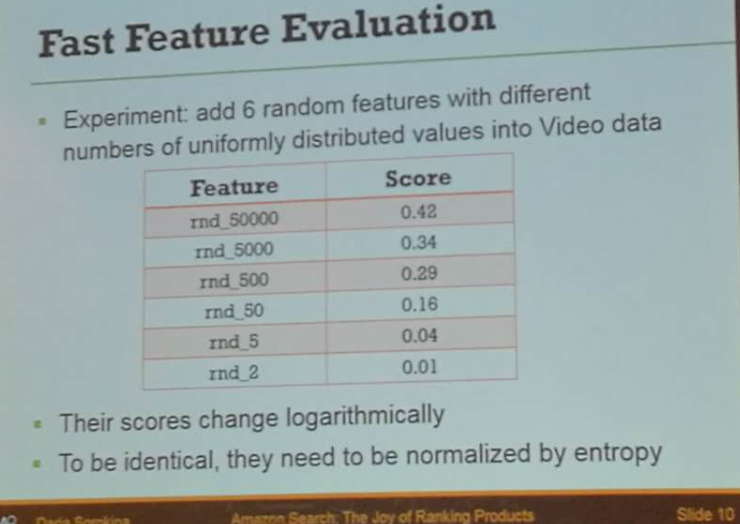 Fast Feature Evaluation
Experiment: add 6 random features with different
numbers of uniformly distributed values into Video data
Feature Score
rnd_50000 0.42
rnd_5000 0.34
rnd_500 0.29
rnd_50 0.16
rnd_5 0.04
rnd_2 0.01
Their scores change logarithmically
To be identical, they need to be normalized by entropy
Daria Sorokina Amazon Search: The Joy of Ranking Products Slide 10